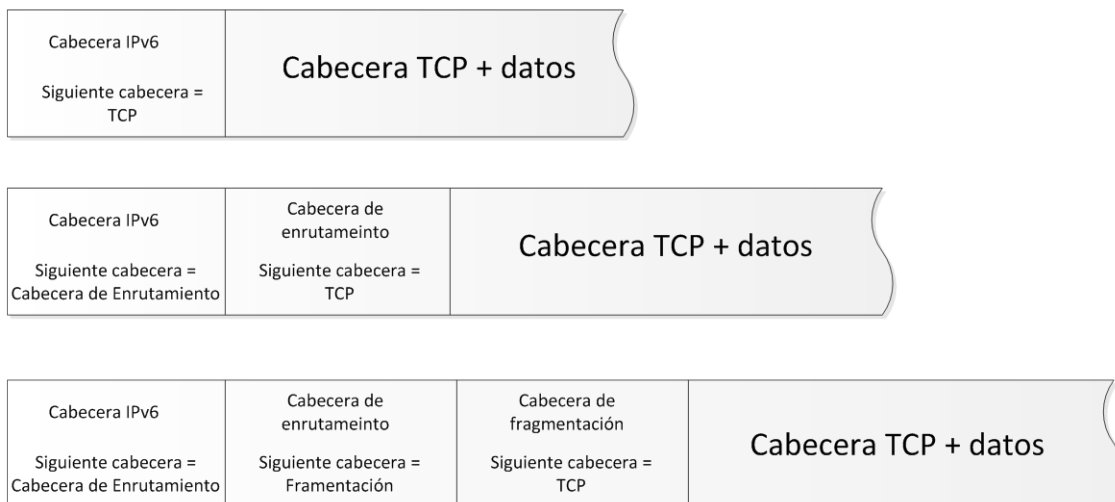 Cabecera IPv6
Siguiente cabecera =
TCP
Cabecera TCP + datos
Cabecera IPv6
Siguiente cabecera =
Cabecera de Enrutamiento
Cabecera de
enrutameinto
Siguiente cabecera =
TCP
Cabecera TCP + datos
Cabecera IPv6
Siguiente cabecera =
Cabecera de Enrutamiento
Cabecera de
enrutameinto
Siguiente cabecera =
Framentación
Cabecera de
fragmentación
Siguiente cabecera =
TCP
Cabecera TCP + datos